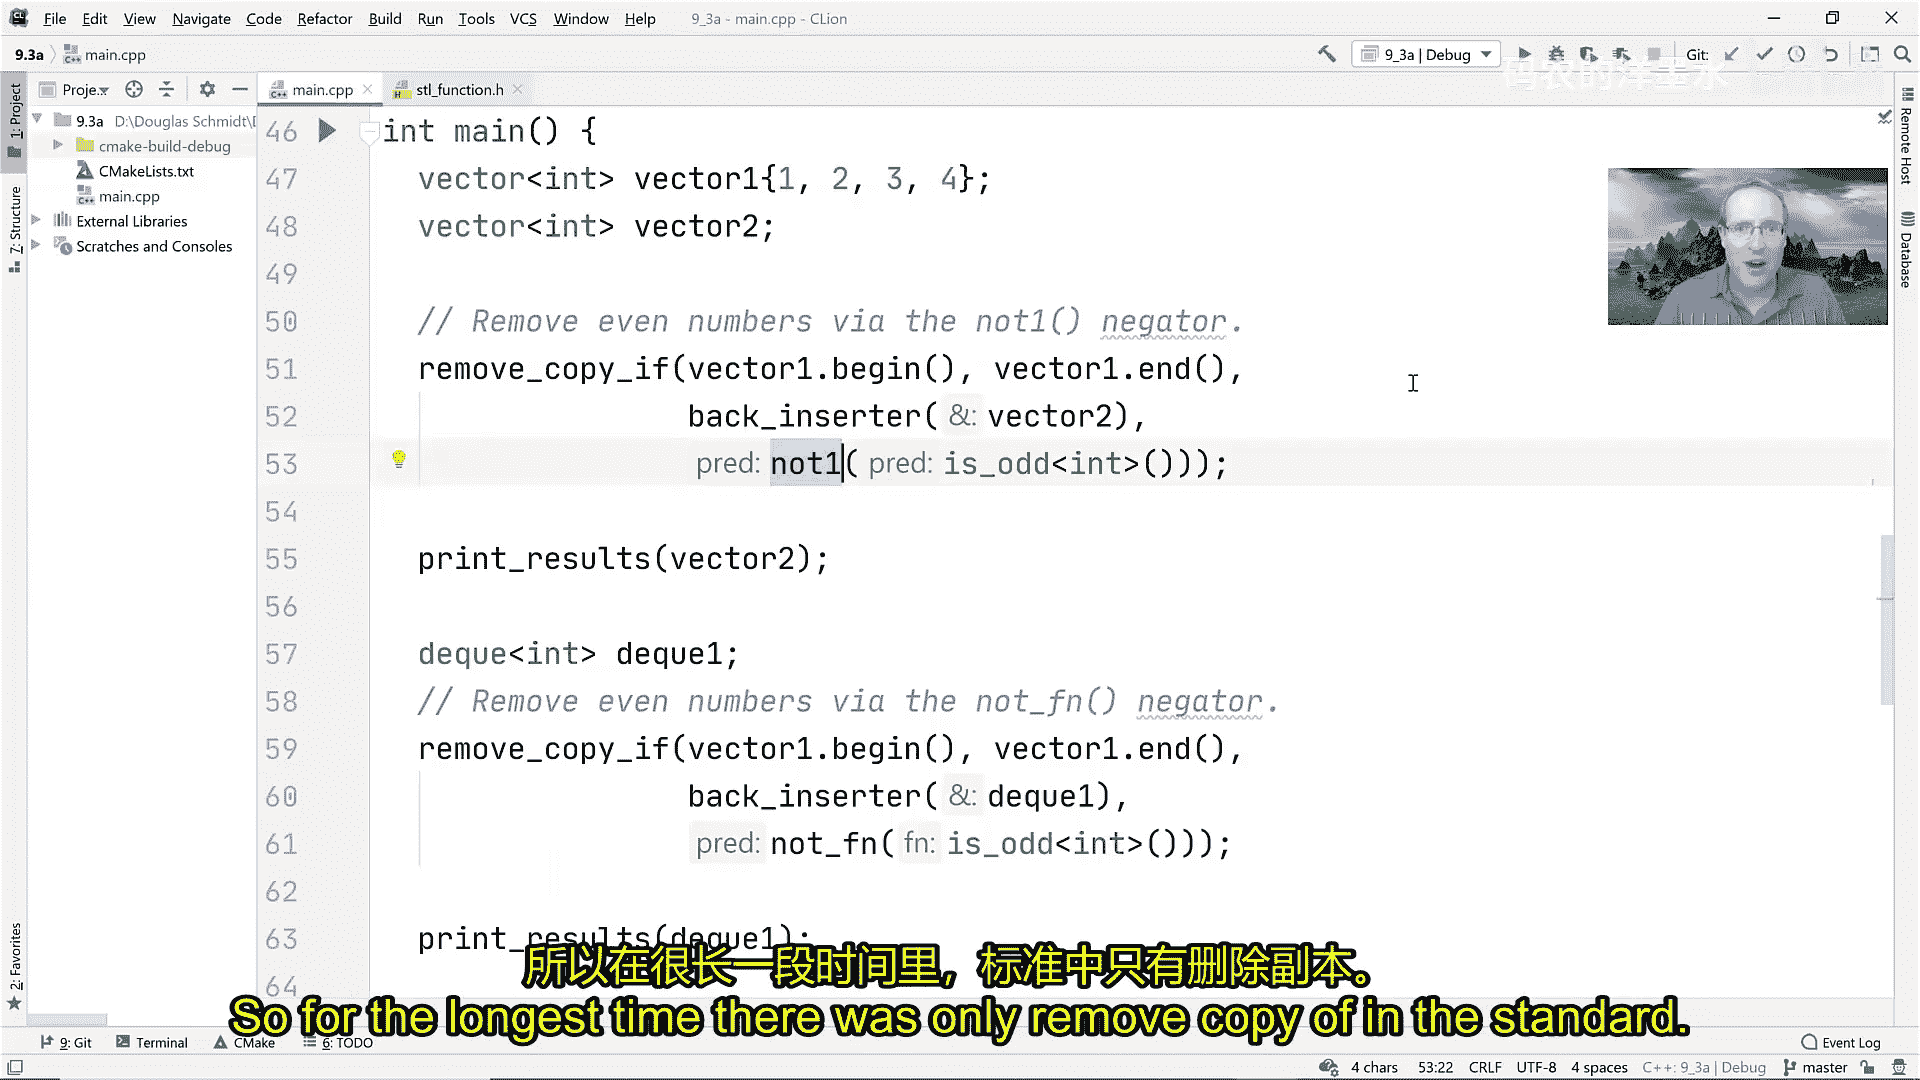 File Edit View Navigate Code Refactor Build Run Tools VCS Window Help 9_3a - main.cpp - CLion
9.3a main.cpp 9_3a | Debug Git:
码农的洋墨水
1: Project
Proje... main.cpp stl_function.h
9.3a D:\Douglas Schmidt\
cmake-build-debug
CMakeLists.txt
main.cpp
External Libraries
Scratches and Consoles
7: Structure
2: Favorites
Remote Host
Database
46 int main() {
47 vector<int> vector1{1, 2, 3, 4};
48 vector<int> vector2;
49
50 // Remove even numbers via the not1() negator.
51 remove_copy_if(vector1.begin(), vector1.end(),
52 back_inserter( &: vector2),
53 pred: not1( pred: is_odd<int>()));
54
55 print_results(vector2);
56
57 deque<int> deque1;
58 // Remove even numbers via the not_fn() negator.
59 remove_copy_if(vector1.begin(), vector1.end(),
60 back_inserter( &: deque1),
61 pred: not_fn( fn: is_odd<int>()));
62
63 print_results(deque1);
64
所以在很长一段时间里，标准中只有删除副本。
So for the longest time there was only remove copy of in the standard.
9: Git Terminal CMake 6: TODO Event Log
4 chars 53:22 CRLF UTF-8 4 spaces C++: 9_3a | Debug master